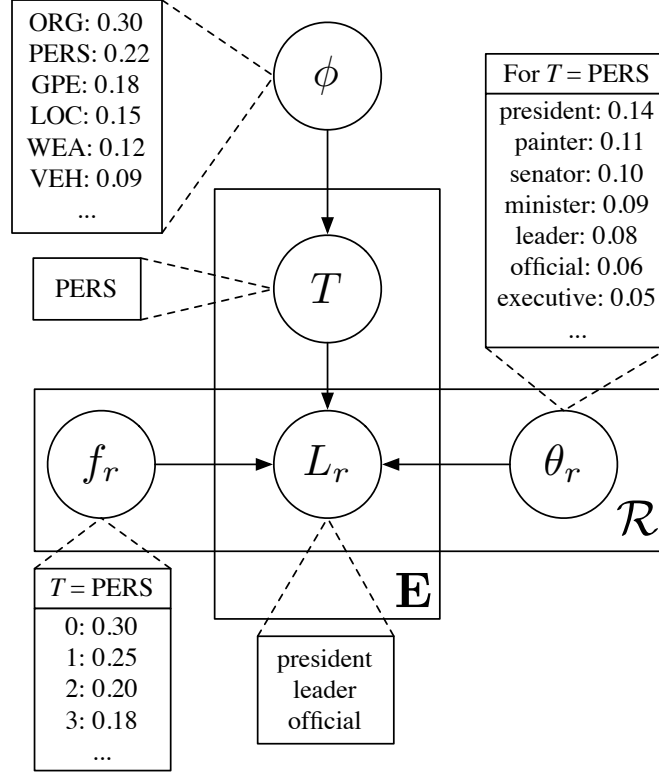 ORG: 0.30
PERS: 0.22
GPE: 0.18
LOC: 0.15
WEA: 0.12
VEH: 0.09
...
ϕ
For T = PERS
president: 0.14
painter: 0.11
senator: 0.10
minister: 0.09
leader: 0.08
official: 0.06
executive: 0.05
...
PERS
T
f_r
L_r
θ_r
R
E
T = PERS
0: 0.30
1: 0.25
2: 0.20
3: 0.18
...
president
leader
official